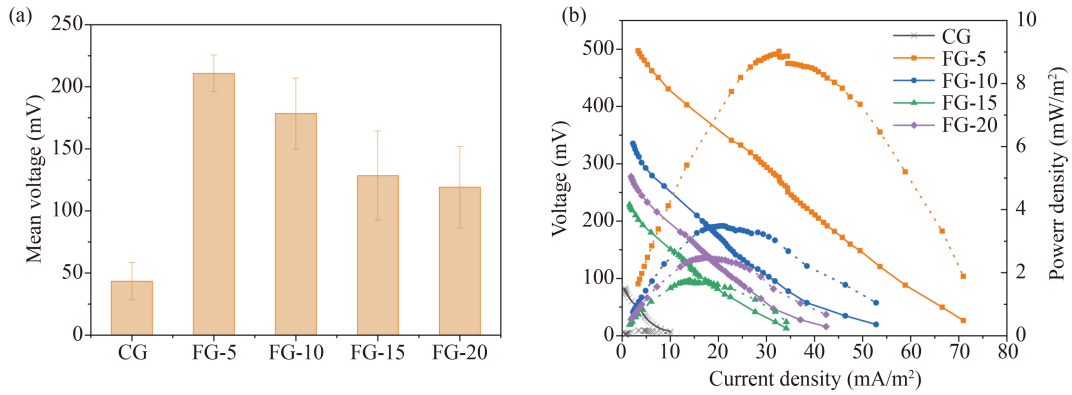 (a)
250
200
150
100
50
0
Mean voltage (mV)
CG FG-5 FG-10 FG-15 FG-20
(b)
500
400
300
200
100
0
Voltage (mV)
CG
FG-5
FG-10
FG-15
FG-20
10
8
6
4
2
0
Powerr density (mW/m²)
0 10 20 30 40 50 60 70 80
Current density (mA/m²)